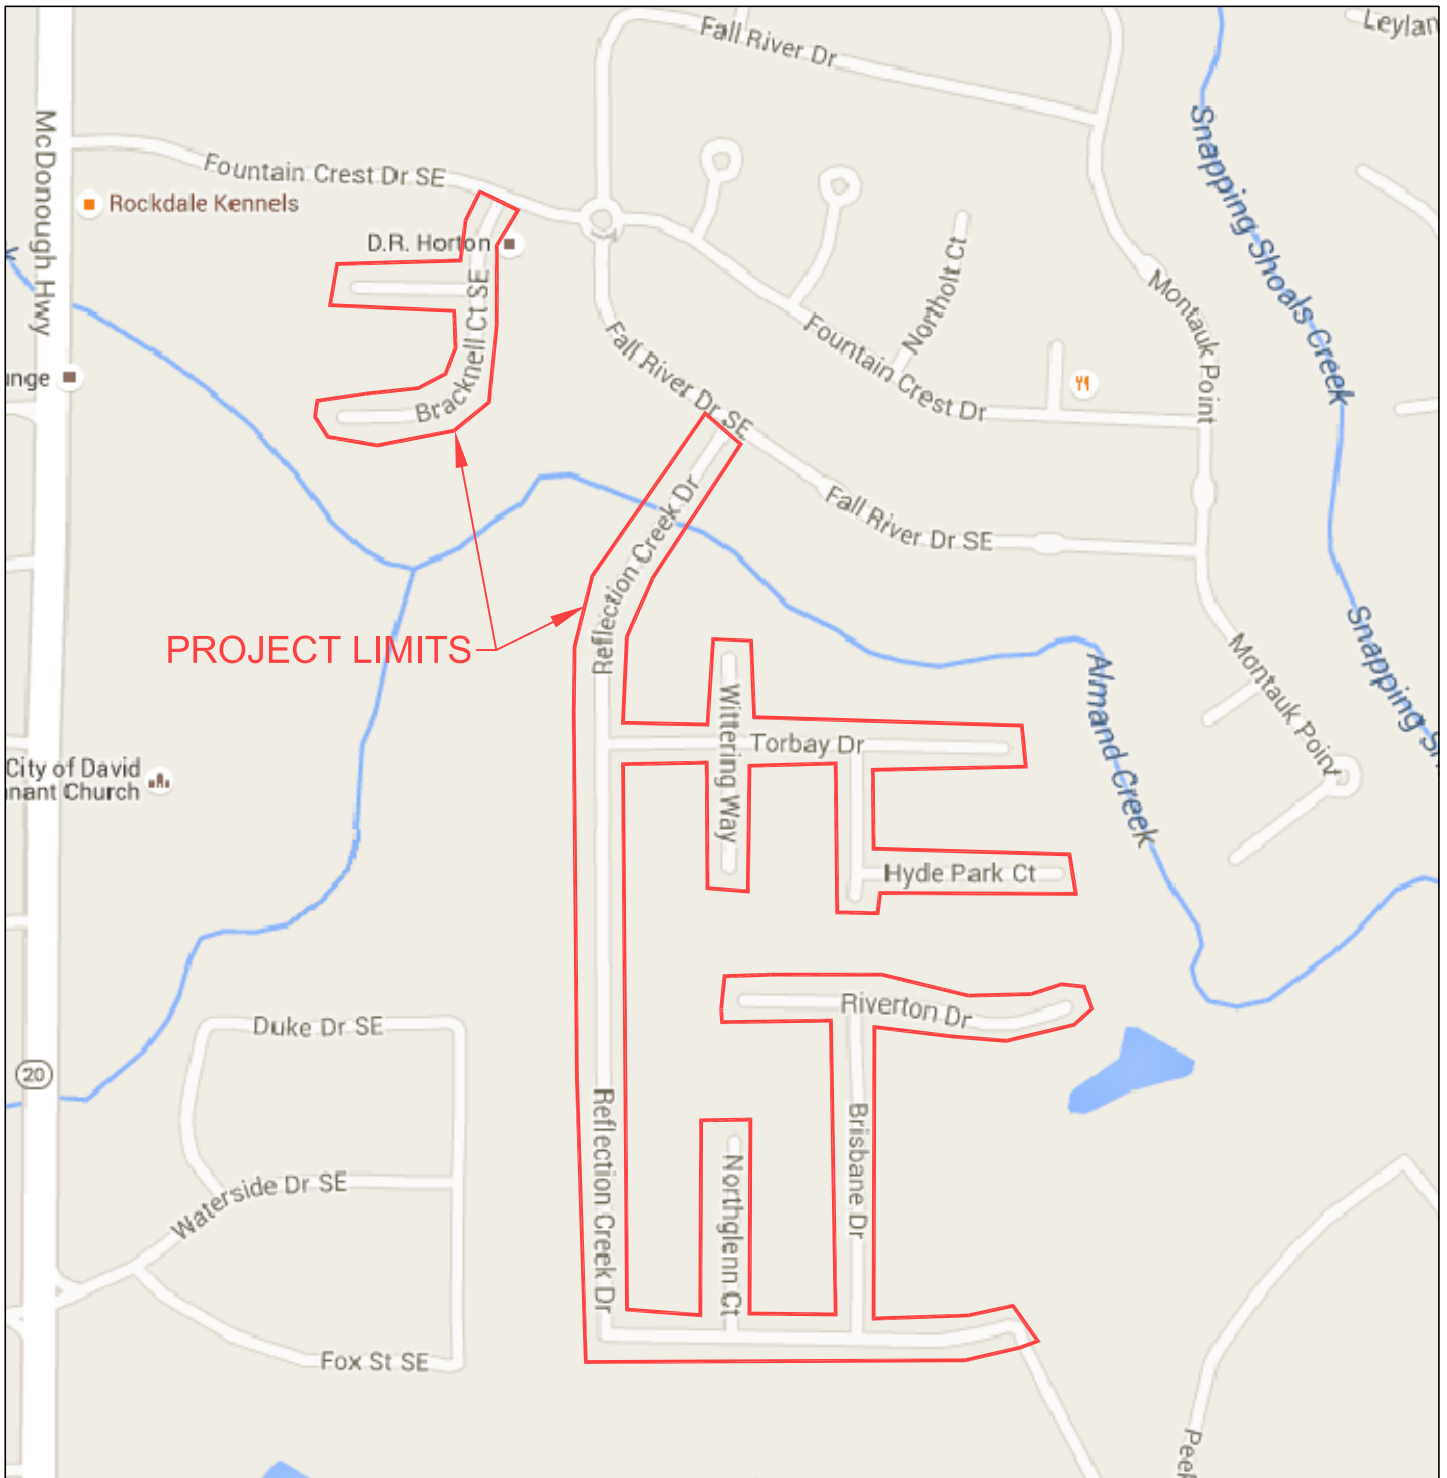 Leylan
Fall River Dr
McDonough Hwy
Fountain Crest Dr SE
Rockdale Kennels
D.R. Horton
Snapping Shoals Creek
Northolt Ct
Montauk Point
Bracknell Ct SE
Fall River Dr SE
Fountain Crest Dr
unge
Reflection Creek Dr
Fall River Dr SE
PROJECT LIMITS
Snapping Sh
Montauk Point
Almand Creek
Wittering Way
Torbay Dr
City of David
nant Church
Hyde Park Ct
Riverton Dr
Duke Dr SE
20
Reflection Creek Dr
Brisbane Dr
Northglenn Ct
Waterside Dr SE
Fox St SE
Peek